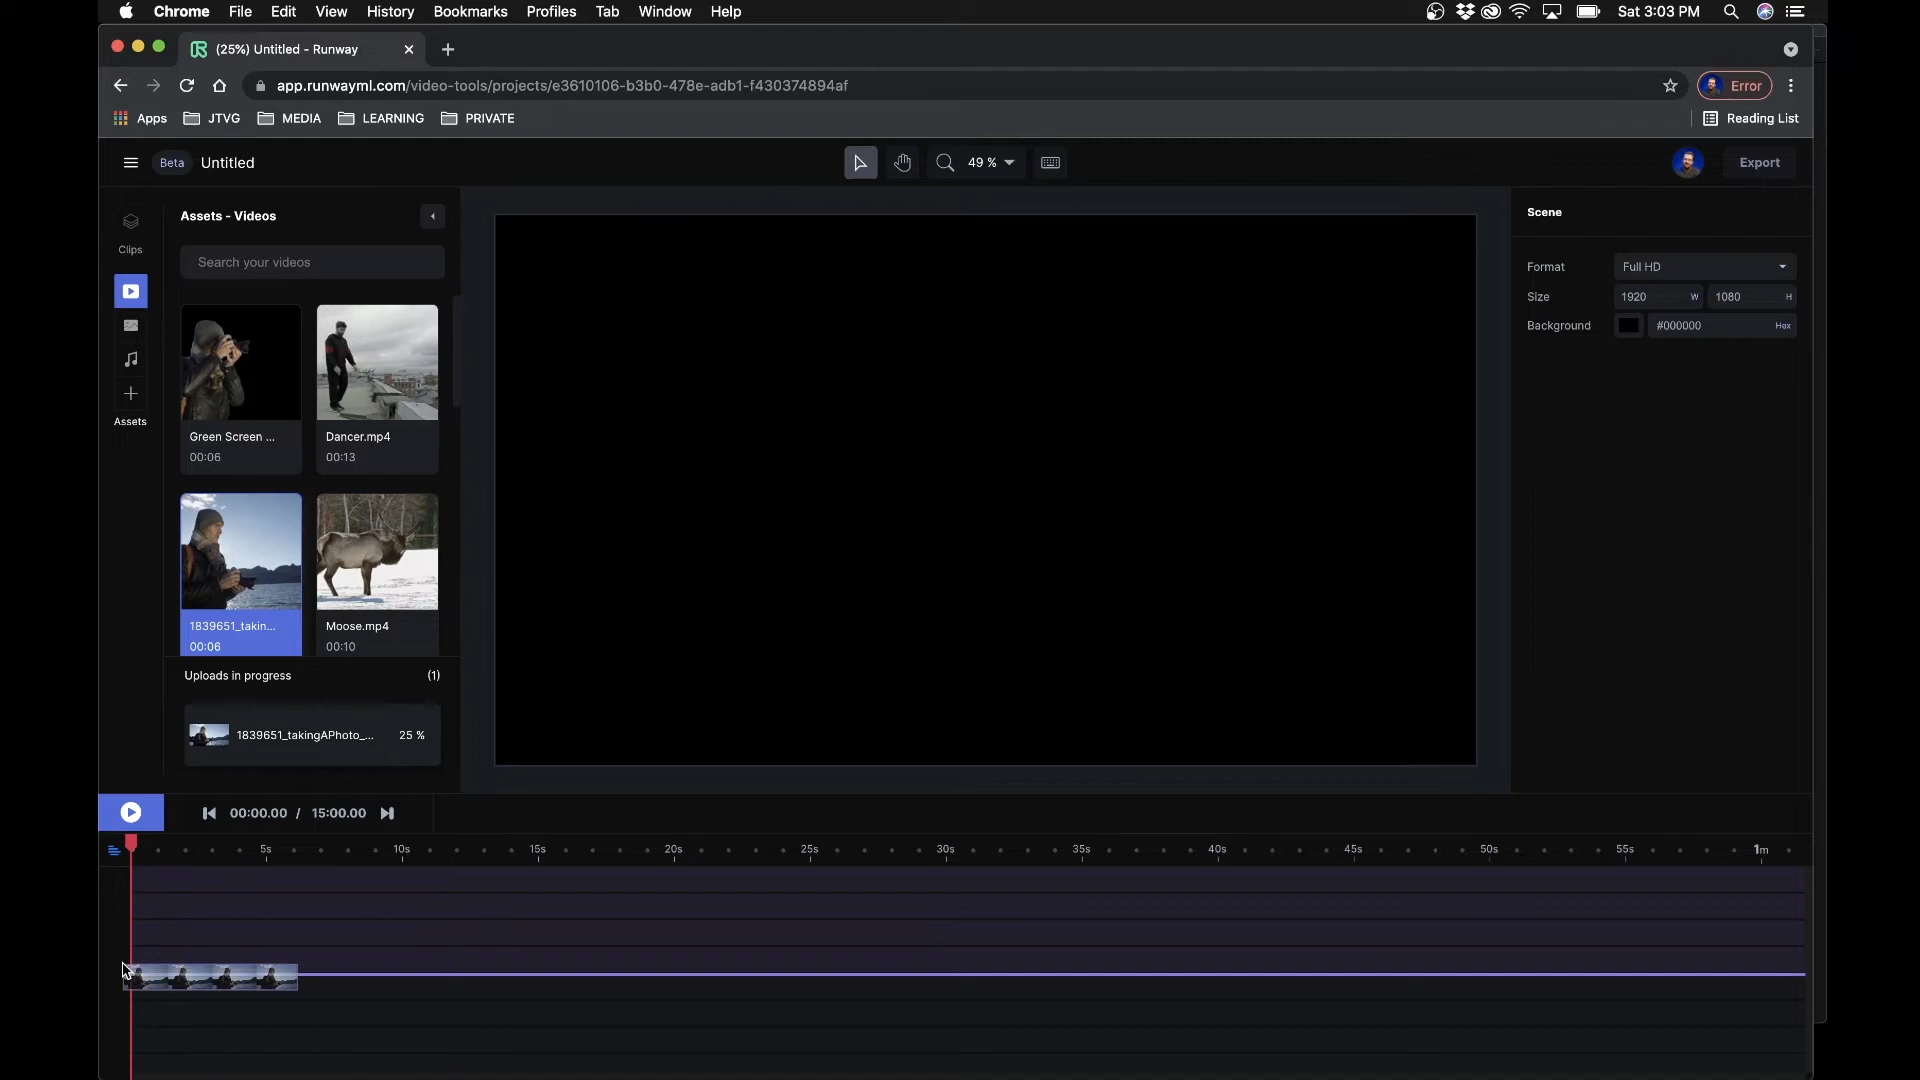 Chrome File Edit View History Bookmarks Profiles Tab Window Help Sat 3:03 PM
(25%) Untitled - Runway
app.runwayml.com/video-tools/projects/e3610106-b3b0-478e-adb1-f430374894af Error
Apps JTVG MEDIA LEARNING PRIVATE Reading List
Beta Untitled 49 % Export
Clips
Assets
Assets - Videos
Search your videos
Green Screen ... Dancer.mp4
00:06 00:13
1839651_takin... Moose.mp4
00:06 00:10
Uploads in progress (1)
1839651_takingAPhoto_... 25 %
Scene
Format Full HD
Size 1920 W 1080 H
Background #000000 Hex
00:00.00 / 15:00.00
5s 10s 15s 20s 25s 30s 35s 40s 45s 50s 55s 1m